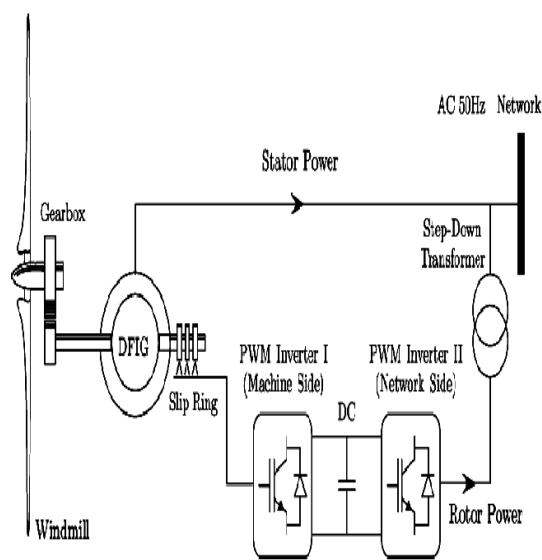 AC 50Hz Network
Stator Power
Gearbox
Step-Down
Transformer
DFIG
PWM Inverter I
(Machine Side)
PWM Inverter II
(Network Side)
Slip Ring
DC
Rotor Power
Windmill